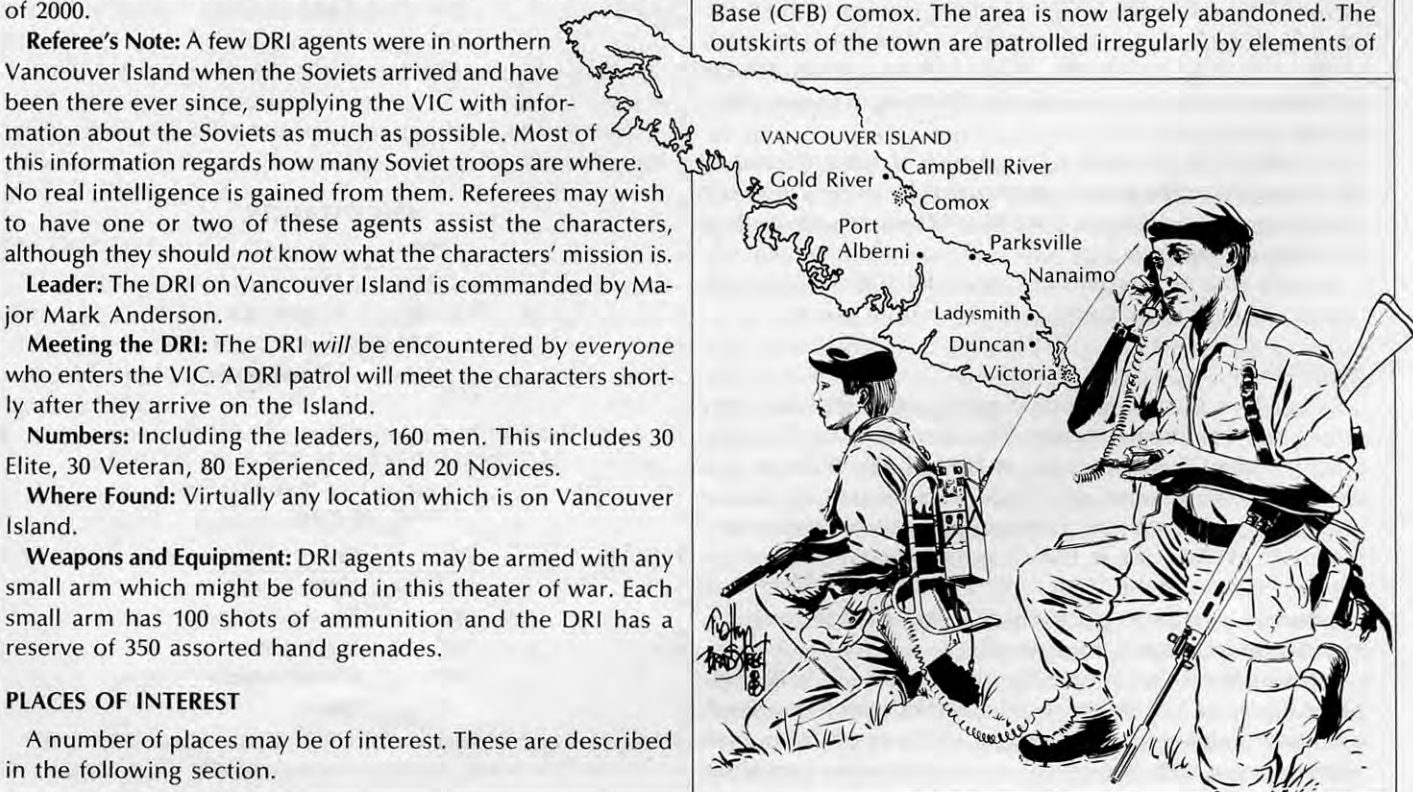 of 2000.
Referee's Note: A few DRI agents were in northern
Vancouver Island when the Soviets arrived and have
been there ever since, supplying the VIC with infor-
mation about the Soviets as much as possible. Most of
this information regards how many Soviet troops are where.
No real intelligence is gained from them. Referees may wish
to have one or two of these agents assist the characters,
although they should not know what the characters' mission is.
Leader: The DRI on Vancouver Island is commanded by Ma-
jor Mark Anderson.
Meeting the DRI: The DRI will be encountered by everyone
who enters the VIC. A DRI patrol will meet the characters short-
ly after they arrive on the Island.
Numbers: Including the leaders, 160 men. This includes 30
Elite, 30 Veteran, 80 Experienced, and 20 Novices.
Where Found: Virtually any location which is on Vancouver
Island.
Weapons and Equipment: DRI agents may be armed with any
small arm which might be found in this theater of war. Each
small arm has 100 shots of ammunition and the DRI has a
reserve of 350 assorted hand grenades.
PLACES OF INTEREST
A number of places may be of interest. These are described
in the following section.
Base (CFB) Comox. The area is now largely abandoned. The
outskirts of the town are patrolled irregularly by elements of
VANCOUVER ISLAND
Gold River
Campbell River
Comox
Port
Alberni
Parksville
Nanaimo
Ladysmith
Duncan
Victoria